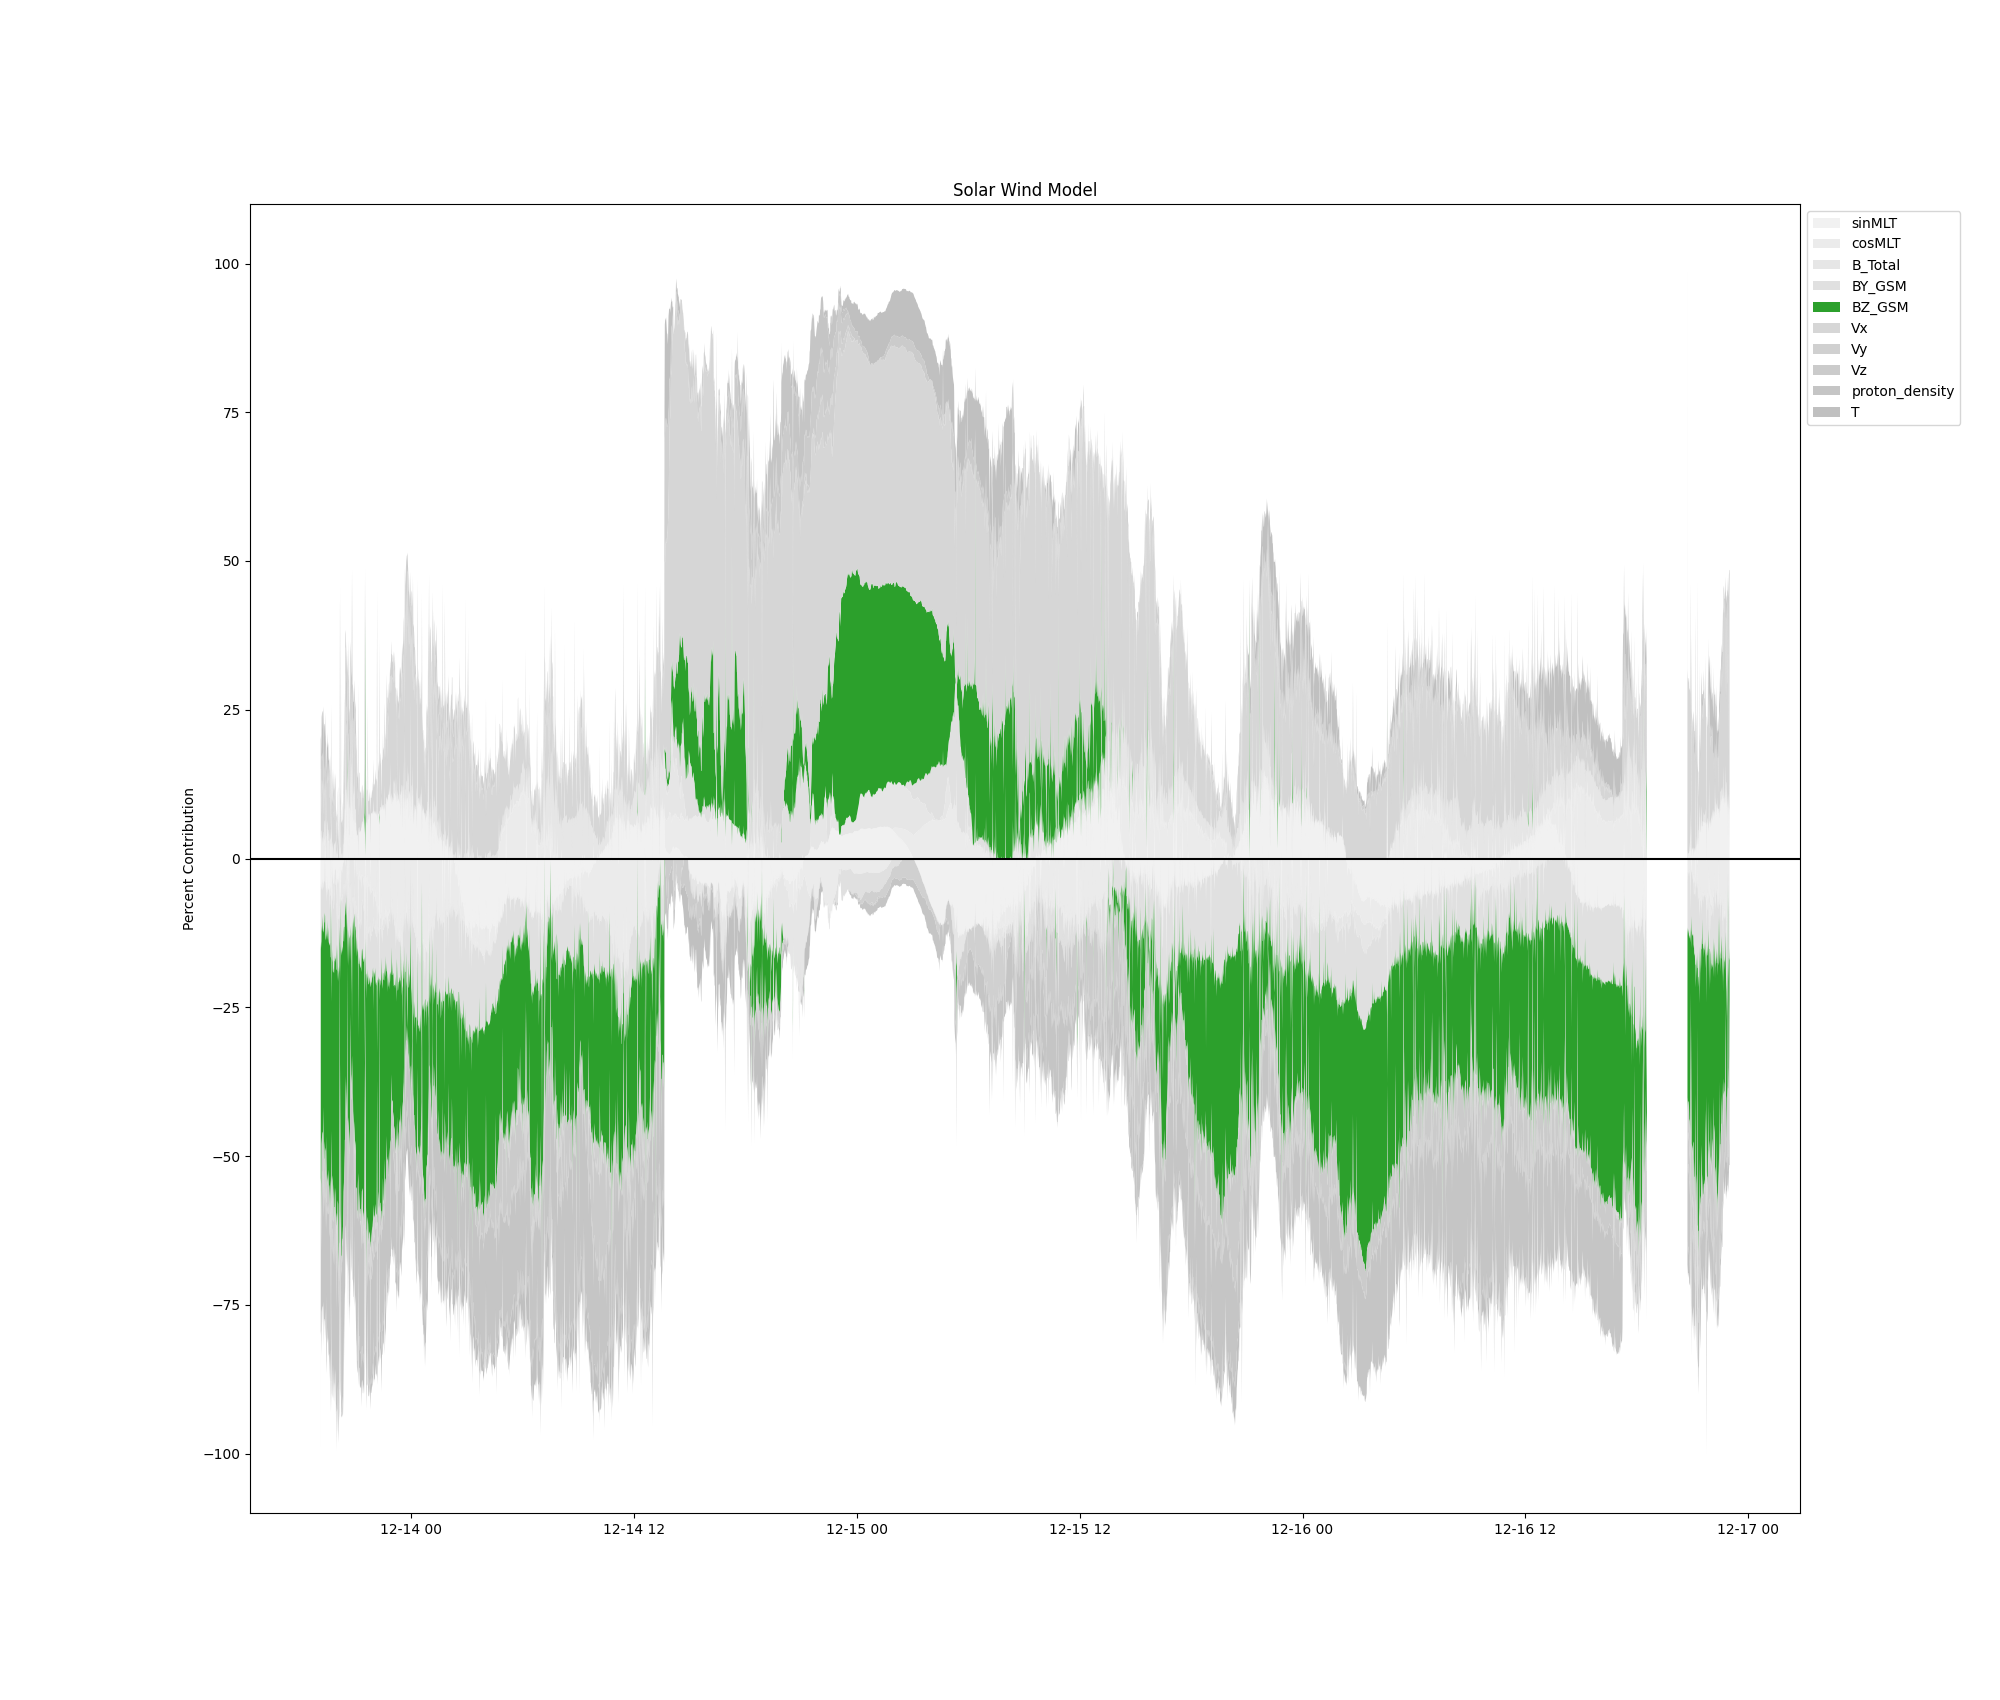 Solar Wind Model
100
75
50
25
0
−25
−50
−75
−100
Percent Contribution
12-14 00
12-14 12
12-15 00
12-15 12
12-16 00
12-16 12
12-17 00
sinMLT
cosMLT
B_Total
BY_GSM
BZ_GSM
Vx
Vy
Vz
proton_density
T